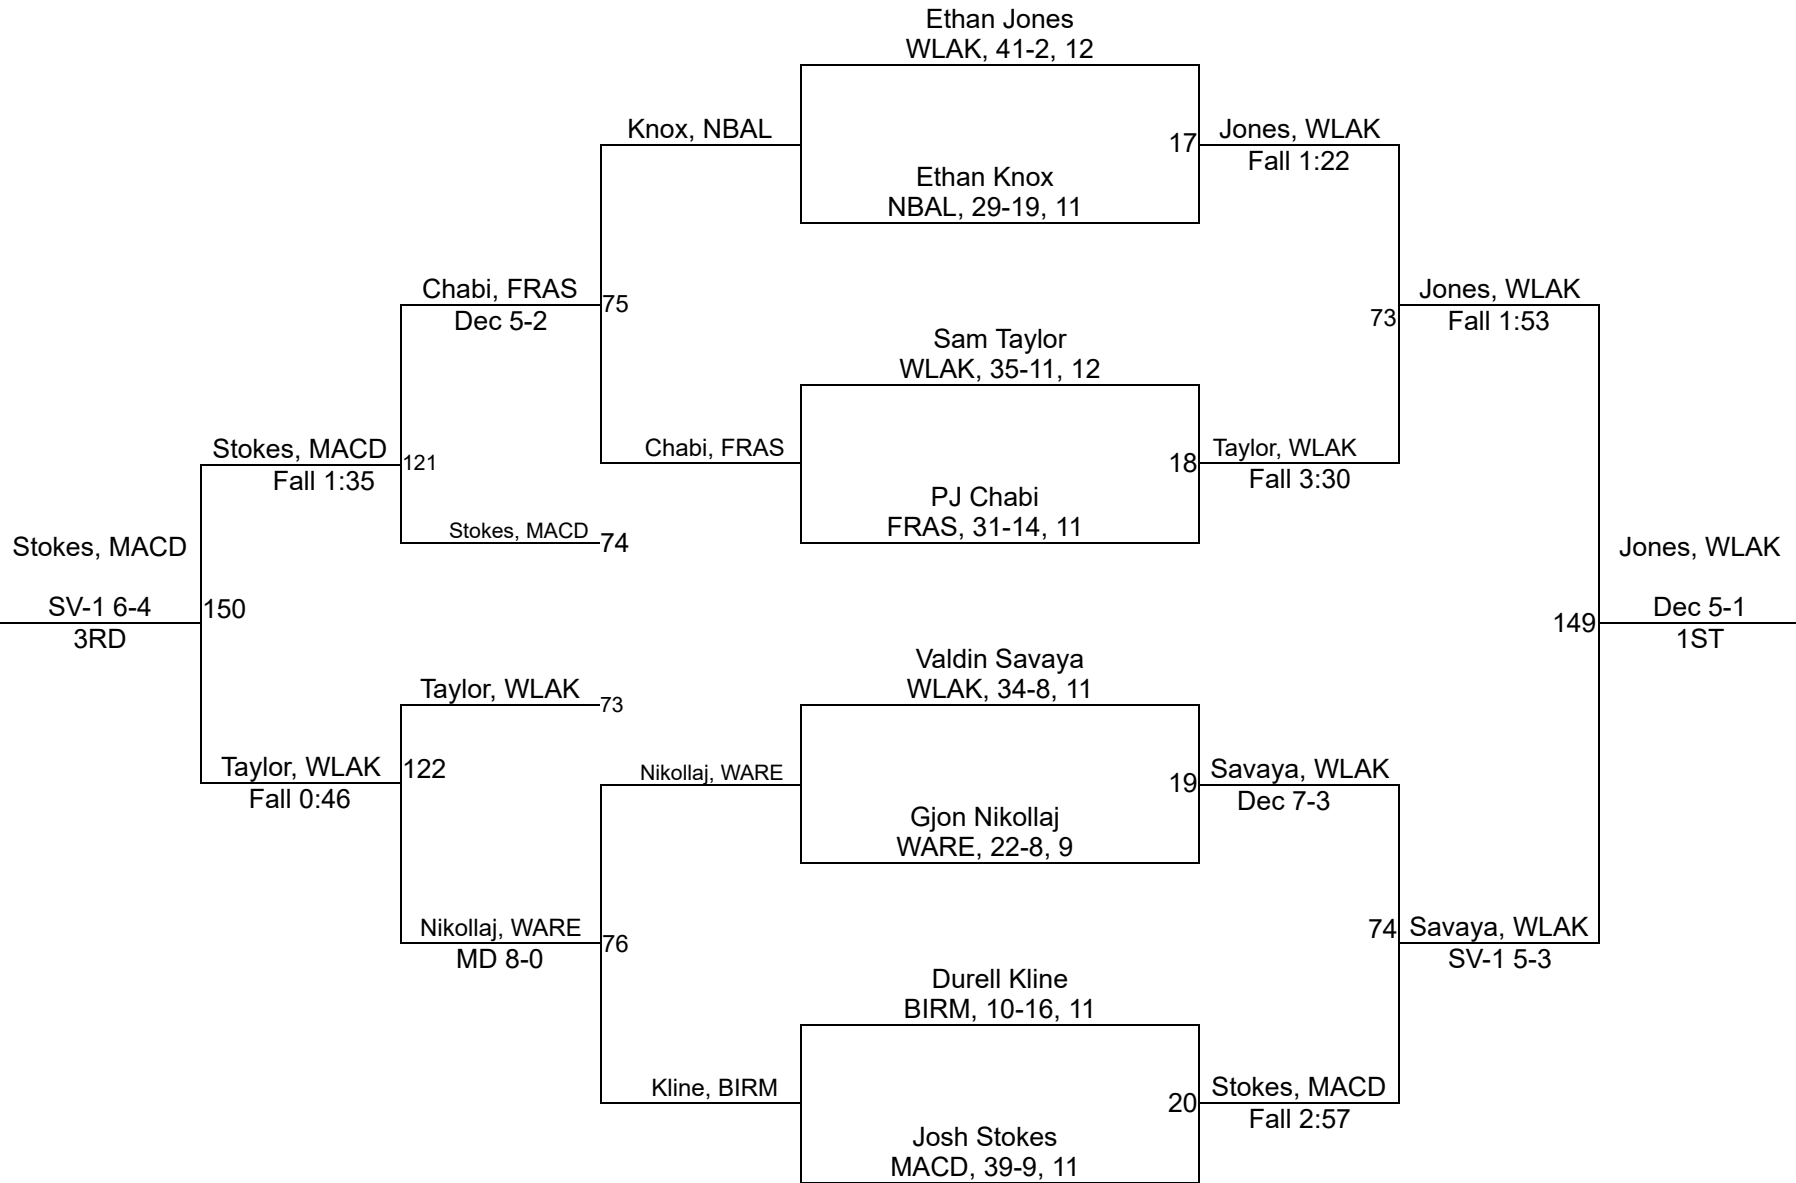 Ethan Jones
WLAK, 41-2, 12
Knox, NBAL
17
Jones, WLAK
Fall 1:22
Ethan Knox
NBAL, 29-19, 11
Chabi, FRAS
Dec 5-2
75
73
Jones, WLAK
Fall 1:53
Sam Taylor
WLAK, 35-11, 12
Stokes, MACD
Fall 1:35
121
Chabi, FRAS
18
Taylor, WLAK
Fall 3:30
PJ Chabi
FRAS, 31-14, 11
Stokes, MACD
74
Stokes, MACD
SV-1 6-4
3RD
150
Jones, WLAK
149
Dec 5-1
1ST
Taylor, WLAK
73
Valdin Savaya
WLAK, 34-8, 11
Taylor, WLAK
Fall 0:46
122
Nikollaj, WARE
19
Savaya, WLAK
Dec 7-3
Gjon Nikollaj
WARE, 22-8, 9
Nikollaj, WARE
MD 8-0
76
74
Savaya, WLAK
SV-1 5-3
Durell Kline
BIRM, 10-16, 11
Kline, BIRM
20
Stokes, MACD
Fall 2:57
Josh Stokes
MACD, 39-9, 11